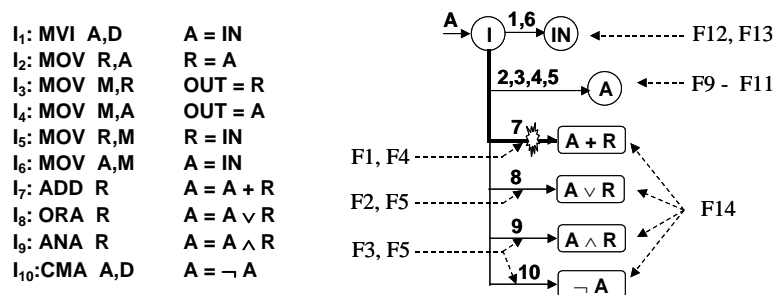 I₁: MVI A,D A = IN
I₂: MOV R,A R = A
I₃: MOV M,R OUT = R
I₄: MOV M,A OUT = A
I₅: MOV R,M R = IN
I₆: MOV A,M A = IN
I₇: ADD R A = A + R
I₈: ORA R A = A ∨ R
I₉: ANA R A = A ∧ R
I₁₀:CMA A,D A = ¬ A
A I 1,6 IN F12, F13
2,3,4,5 A F9 - F11
7 A + R
F1, F4
8 A ∨ R
F2, F5
F14
9 A ∧ R
F3, F5
10 ¬ A